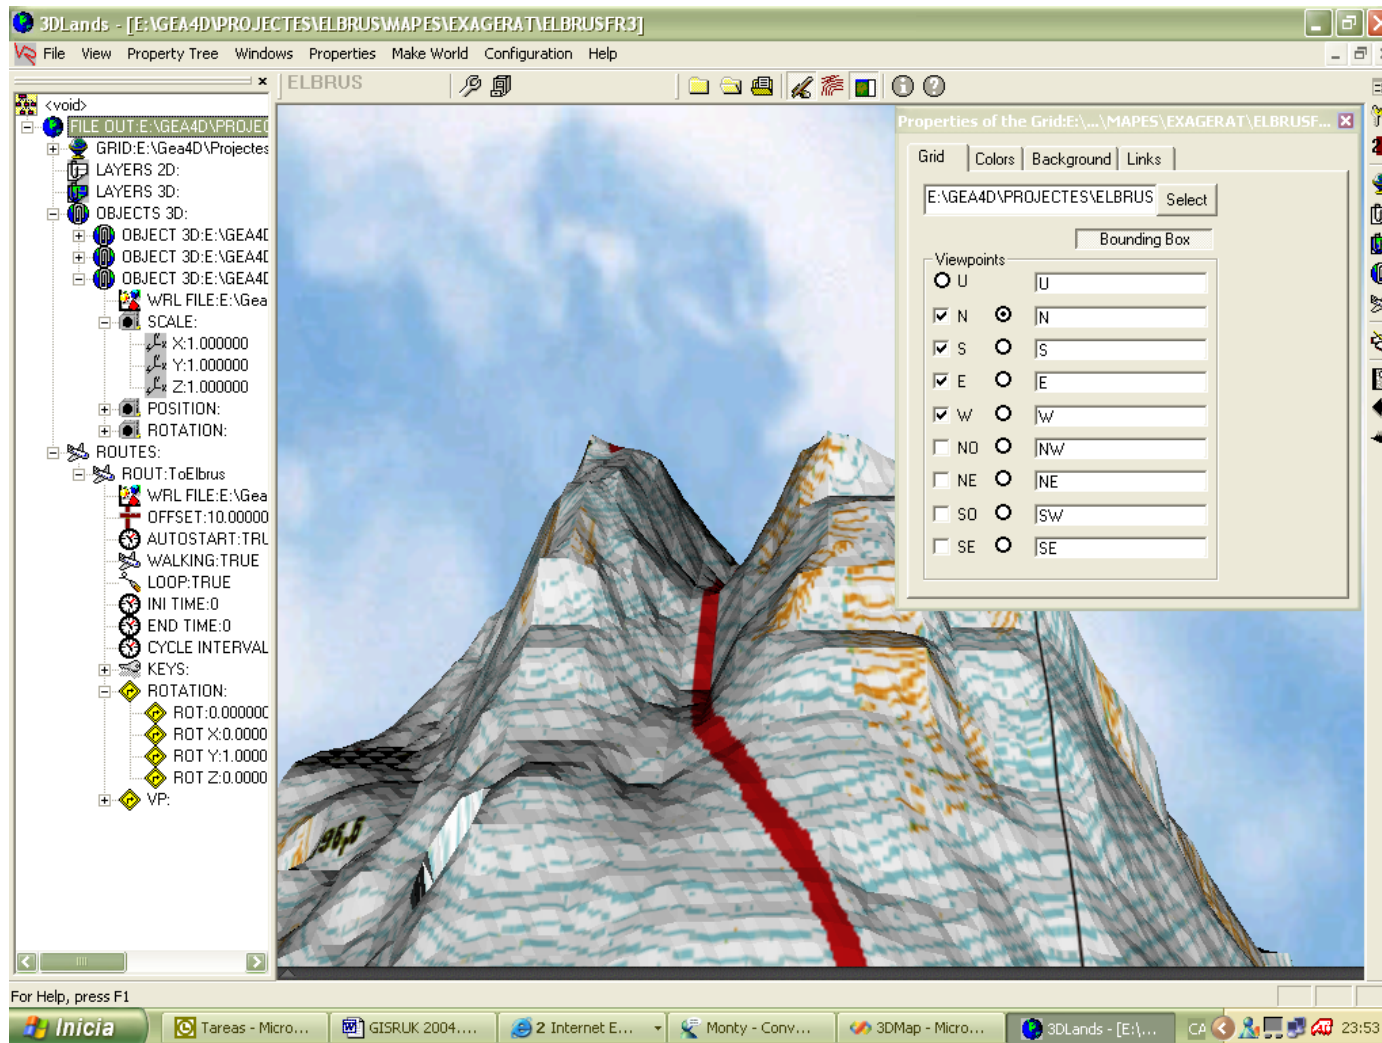 3DLands - [E:\GEA4D\PROJECTES\ELBRUS\MAPES\EXAGERAT\ELBRUSFR3]
File View Property Tree Windows Properties Make World Configuration Help
ELBRUS
<void>
FILE OUT:E:\GEA4D\PROJEC
GRID:E:\Gea4D\Projectes
LAYERS 2D:
LAYERS 3D:
OBJECTS 3D:
OBJECT 3D:E:\GEA4D
OBJECT 3D:E:\GEA4D
OBJECT 3D:E:\GEA4D
WRL FILE:E:\Gea
SCALE:
X:1.000000
Y:1.000000
Z:1.000000
POSITION:
ROTATION:
ROUTES:
ROUT:ToElbrus
WRL FILE:E:\Gea
OFFSET:10.00000
AUTOSTART:TRU
WALKING:TRUE
LOOP:TRUE
INI TIME:0
END TIME:0
CYCLE INTERVAL
KEYS:
ROTATION:
ROT:0.000000
ROT X:0.0000
ROT Y:1.0000
ROT Z:0.0000
VP:
Properties of the Grid:E:\...\MAPES\EXAGERAT\ELBRUSF...
Grid Colors Background Links
E:\GEA4D\PROJECTES\ELBRUS Select
Bounding Box
Viewpoints
U U
N N
S S
E E
W W
NO NW
NE NE
SO SW
SE SE
For Help, press F1
Inicia Tareas - Micro... GISRUK 2004.... 2 Internet E... Monty - Conv... 3DMap - Micro... 3DLands - [E:\... CA 23:53